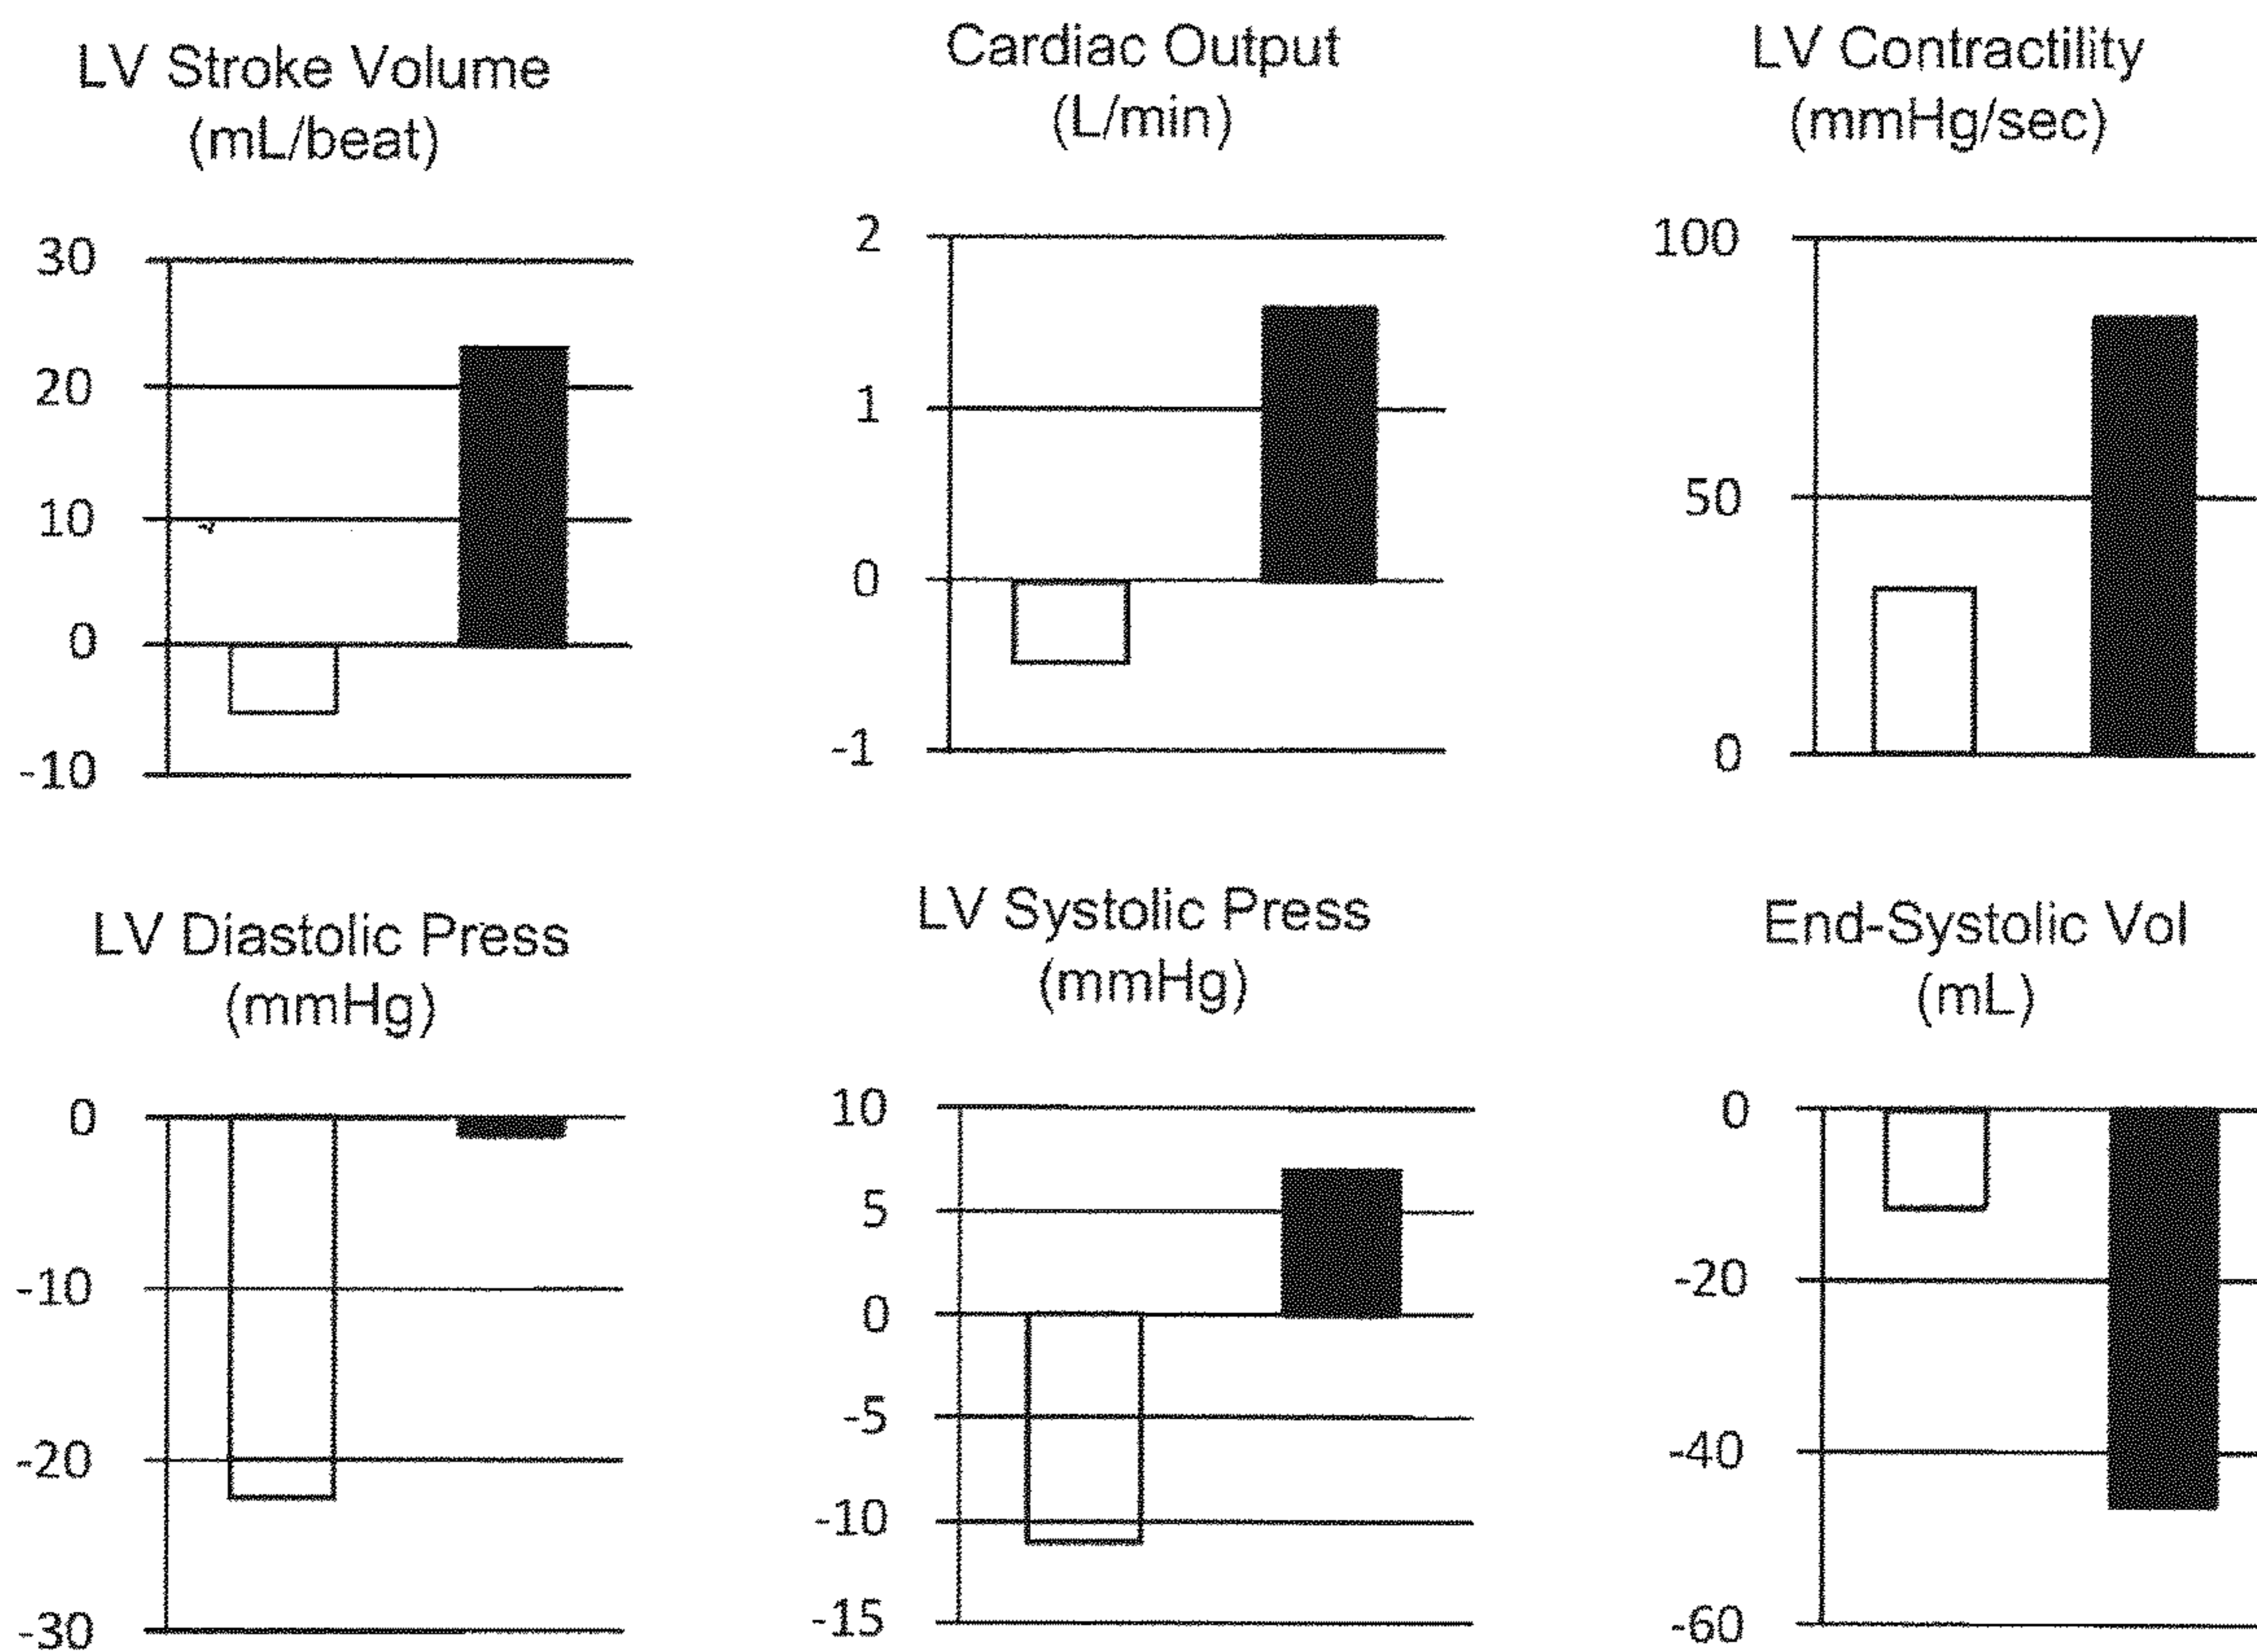 LV Stroke Volume
(mL/beat)
30
20
10
0
-10
Cardiac Output
(L/min)
2
1
0
-1
LV Contractility
(mmHg/sec)
100
50
0
LV Diastolic Press
(mmHg)
0
-10
-20
-30
LV Systolic Press
(mmHg)
10
5
0
-5
-10
-15
End-Systolic Vol
(mL)
0
-20
-40
-60